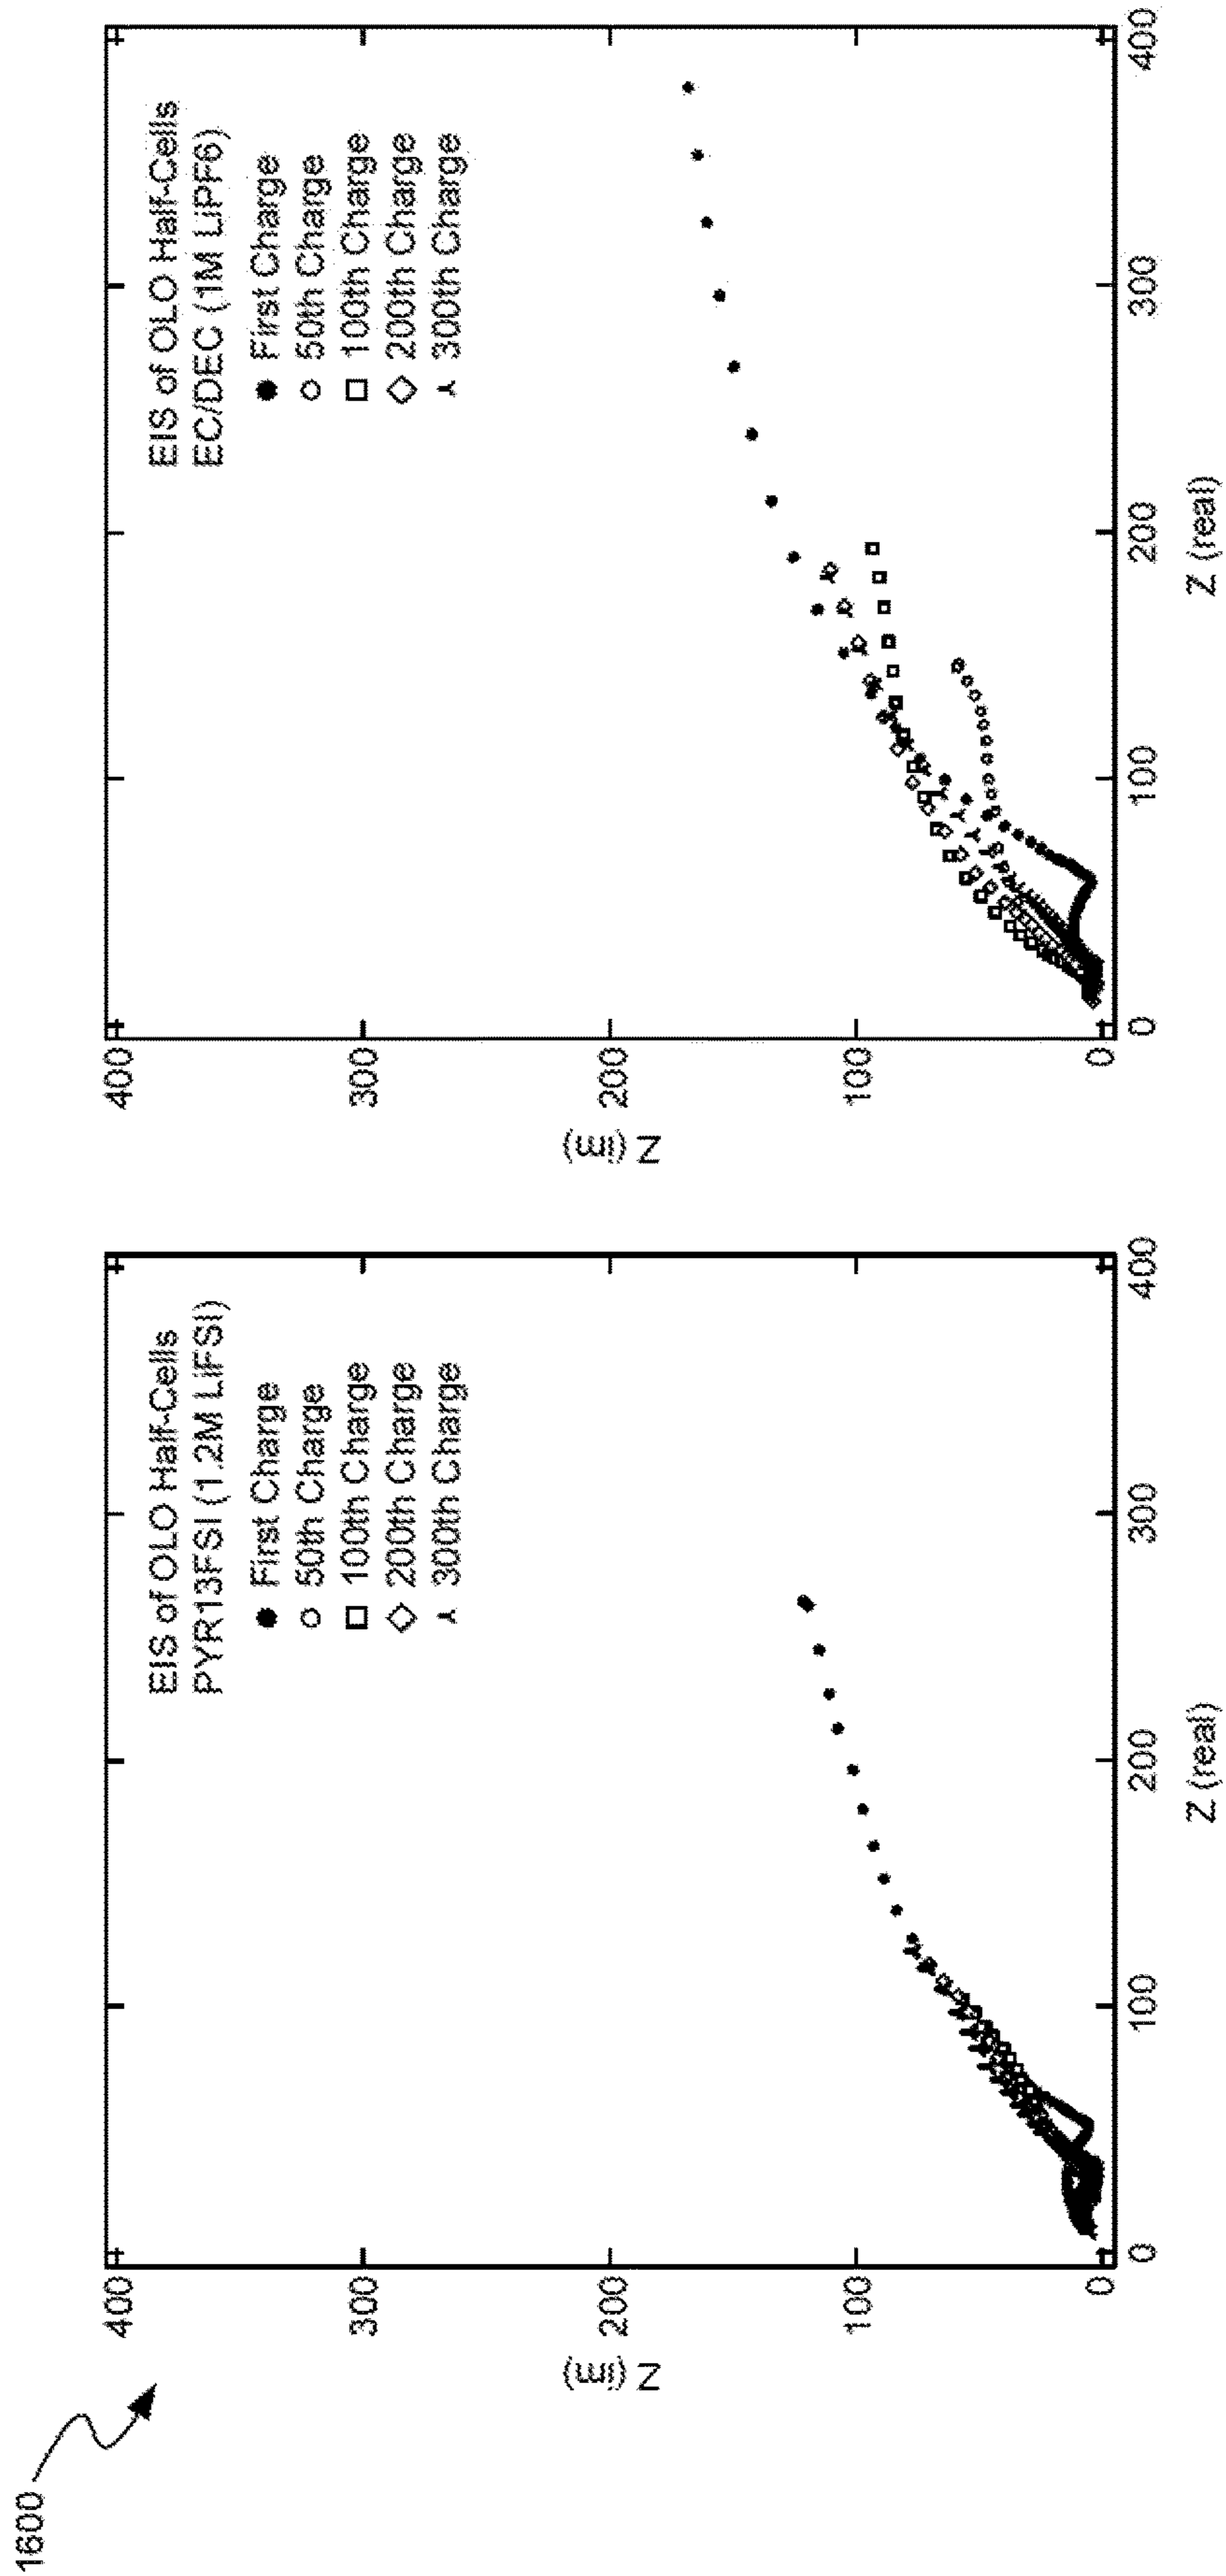 1600
EIS of OLO Half-Cells
PYR13FSI (1.2M LiFSI)
First Charge
50th Charge
100th Charge
200th Charge
300th Charge
400
300
200
100
0
Z (im)
0
100
200
300
400
Z (real)
EIS of OLO Half-Cells
EC/DEC (1M LiPF6)
First Charge
50th Charge
100th Charge
200th Charge
300th Charge
400
300
200
100
0
Z (im)
0
100
200
300
400
Z (real)